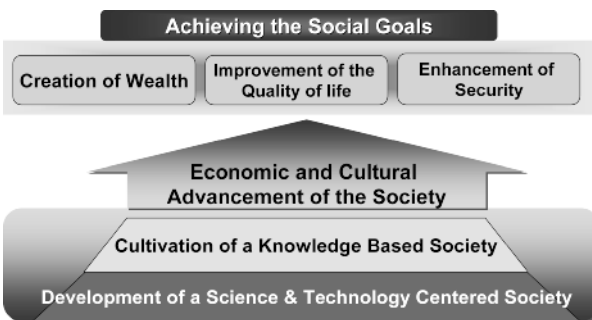 Achieving the Social Goals
Creation of Wealth
Improvement of the
Quality of life
Enhancement of
Security
Economic and Cultural
Advancement of the Society
Cultivation of a Knowledge Based Society
Development of a Science & Technology Centered Society